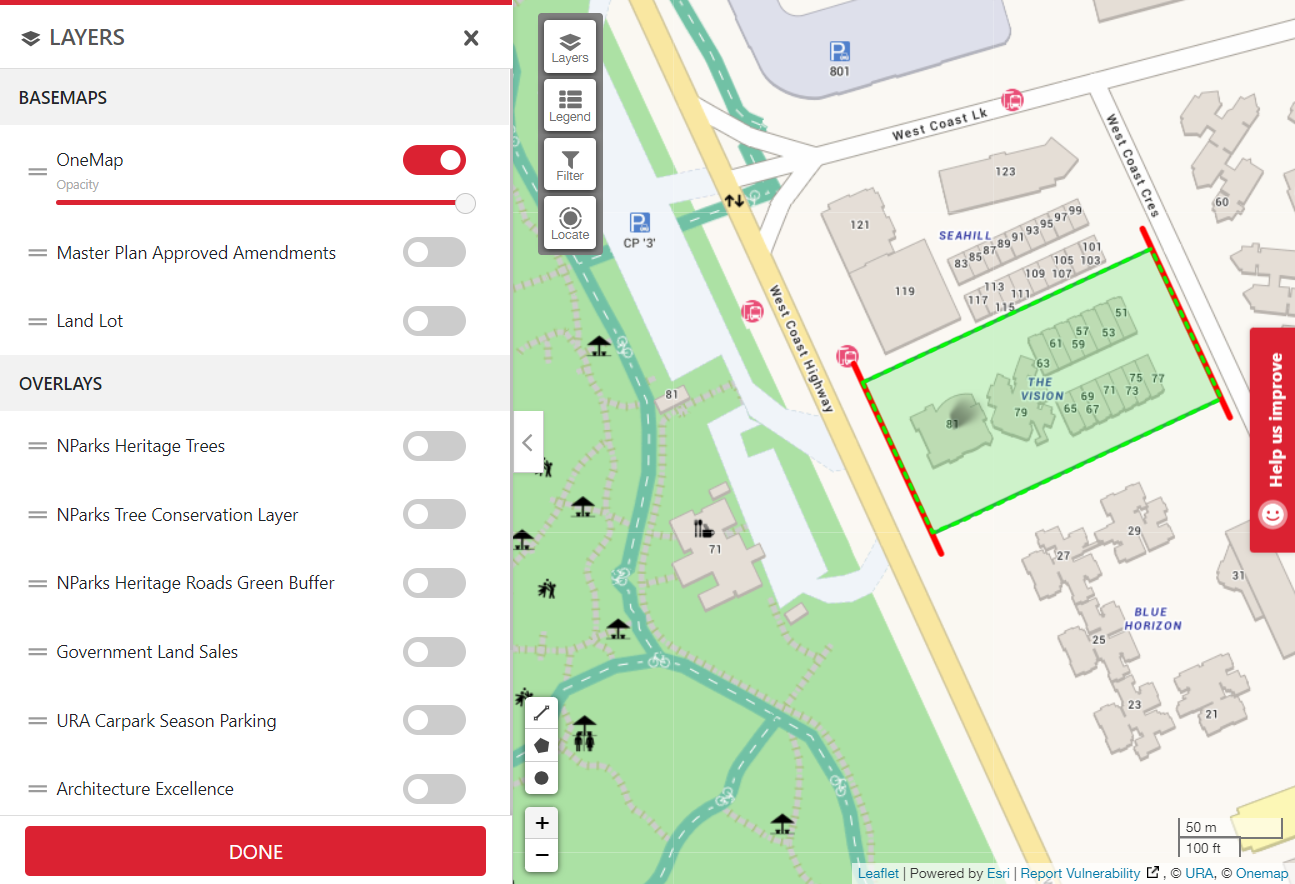 LAYERS
BASEMAPS
OneMap
Opacity
Master Plan Approved Amendments
Land Lot
OVERLAYS
NParks Heritage Trees
NParks Tree Conservation Layer
NParks Heritage Roads Green Buffer
Government Land Sales
URA Carpark Season Parking
Architecture Excellence
DONE
Layers
Legend
Filter
Locate
P
801
West Coast Lk
West Coast Cres
123
60
P
CP '3'
121
SEAHILL
83
85
87
89
91
93
95
97
99
101
103
105
107
109
111
113
115
117
119
West Coast Highway
51
53
57
59
61
63
THE
VISION
79
65
67
69
71
73
75
77
81
81
71
29
27
31
BLUE
HORIZON
25
23
21
Help us improve
+
−
50 m
100 ft
Leaflet | Powered by Esri | Report Vulnerability , © URA, © Onemap